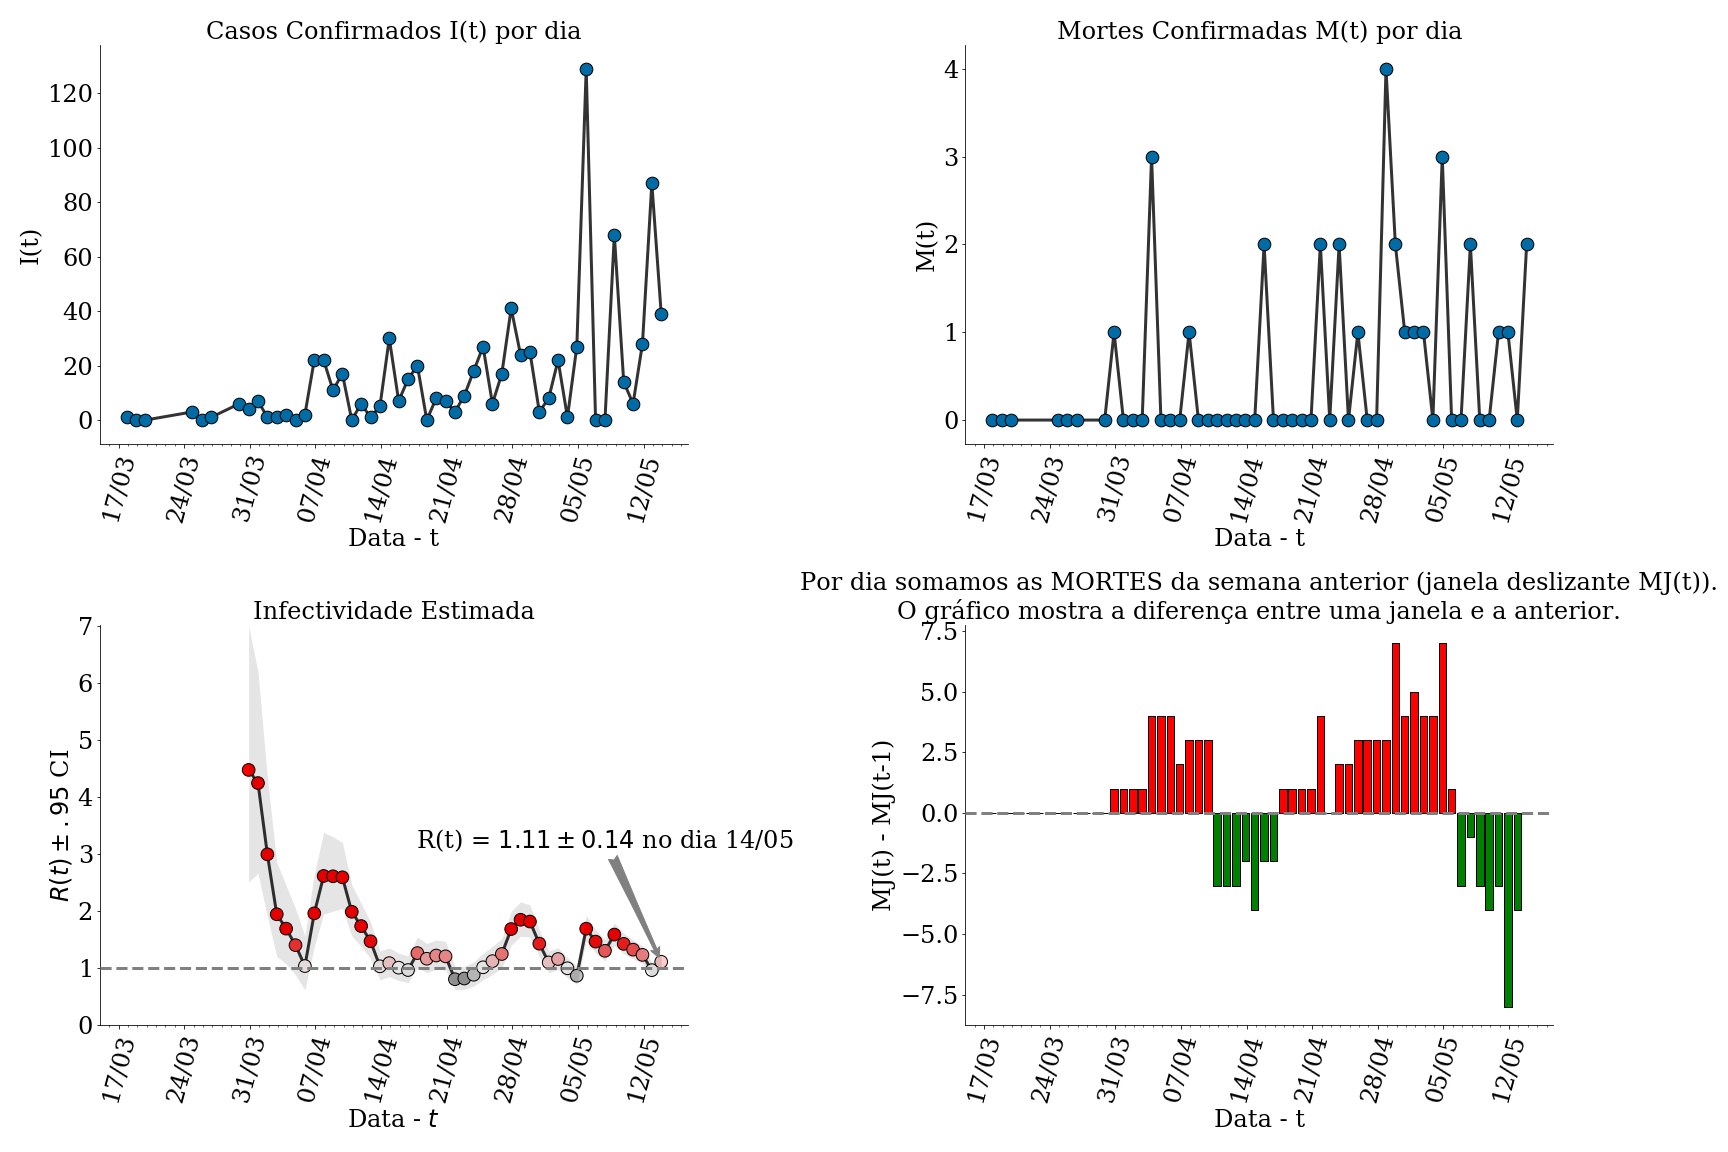 Casos Confirmados I(t) por dia
I(t)
120
100
80
60
40
20
0
17/03 24/03 31/03 07/04 14/04 21/04 28/04 05/05 12/05
Data - t
Mortes Confirmadas M(t) por dia
M(t)
4
3
2
1
0
17/03 24/03 31/03 07/04 14/04 21/04 28/04 05/05 12/05
Data - t
Infectividade Estimada
R(t) ± .95 CI
7
6
5
4
3
2
1
0
R(t) = 1.11 ± 0.14 no dia 14/05
17/03 24/03 31/03 07/04 14/04 21/04 28/04 05/05 12/05
Data - t
Por dia somamos as MORTES da semana anterior (janela deslizante MJ(t)).
O gráfico mostra a diferença entre uma janela e a anterior.
MJ(t) - MJ(t-1)
7.5
5.0
2.5
0.0
−2.5
−5.0
−7.5
17/03 24/03 31/03 07/04 14/04 21/04 28/04 05/05 12/05
Data - t